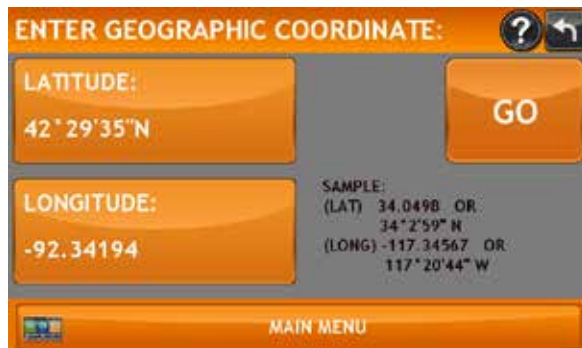 ENTER GEOGRAPHIC COORDINATE:
?
LATITUDE:
42°29'35"N
GO
LONGITUDE:
-92.34194
SAMPLE:
(LAT) 34.0498 OR
34°2'59" N
(LONG) -117.34567 OR
117°20'44" W
MAIN MENU